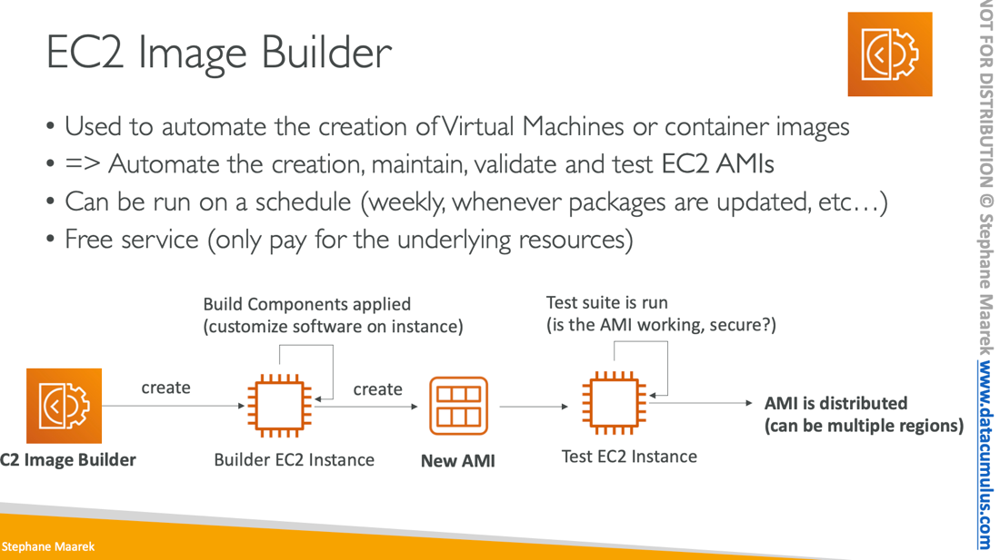 EC2 Image Builder
• Used to automate the creation of Virtual Machines or container images
• => Automate the creation, maintain, validate and test EC2 AMIs
• Can be run on a schedule (weekly, whenever packages are updated, etc…)
• Free service (only pay for the underlying resources)
Build Components applied
(customize software on instance)
Test suite is run
(is the AMI working, secure?)
create
create
AMI is distributed
(can be multiple regions)
C2 Image Builder
Builder EC2 Instance
New AMI
Test EC2 Instance
Stephane Maarek
NOT FOR DISTRIBUTION © Stephane Maarek www.datacumulus.com